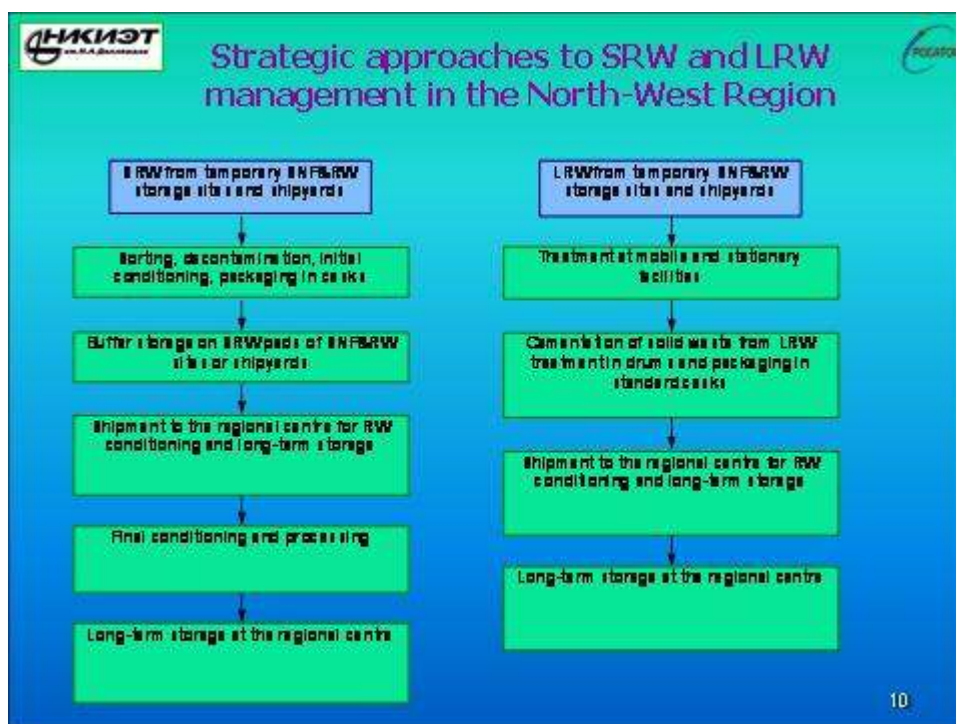 НИКИЭТ
им. Н.А. Доллежаля
РОСАТОМ
Strategic approaches to SRW and LRW
management in the North-West Region
SRW from temporary SNF&RW
storage sites and shipyards
Sorting, decontamination, initial
conditioning, packaging in casks
Buffer storage on SRW pads of SNF&RW
sites or shipyards
Shipment to the regional centre for RW
conditioning and long-term storage
Final conditioning and processing
Long-term storage at the regional centre
LRW from temporary SNF&RW
storage sites and shipyards
Treatment at mobile and stationary
facilities
Cementation of solid wastes from LRW
treatment in drums and packaging in
standard casks
Shipment to the regional centre for RW
conditioning and long-term storage
Long-term storage at the regional centre
10